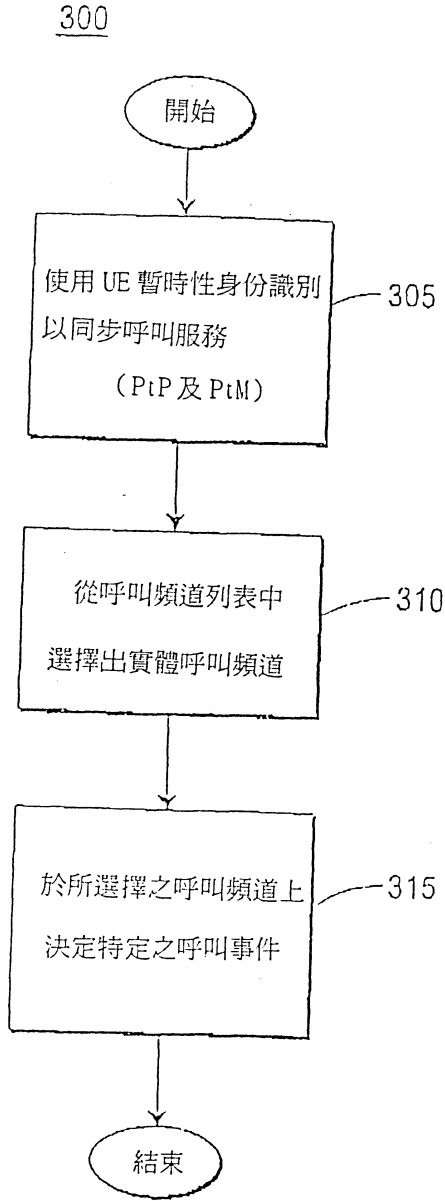 300
開始
使用 UE 暫時性身份識別
以同步呼叫服務
(PtP 及 PtM)
305
從呼叫頻道列表中
選擇出實體呼叫頻道
310
於所選擇之呼叫頻道上
決定特定之呼叫事件
315
結束